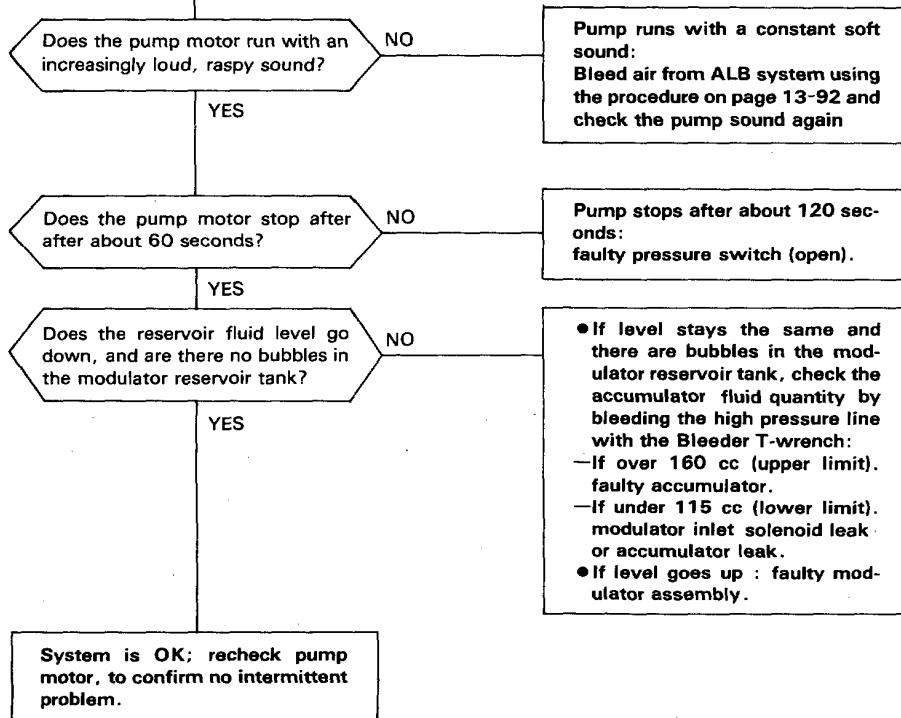 Does the pump motor run with an
increasingly loud, raspy sound?
NO
Pump runs with a constant soft
sound:
Bleed air from ALB system using
the procedure on page 13-92 and
check the pump sound again
YES
Does the pump motor stop after
after about 60 seconds?
NO
Pump stops after about 120 sec-
onds:
faulty pressure switch (open).
YES
Does the reservoir fluid level go
down, and are there no bubbles in
the modulator reservoir tank?
NO
●If level stays the same and
there are bubbles in the mod-
ulator reservoir tank, check the
accumulator fluid quantity by
bleeding the high pressure line
with the Bleeder T-wrench:
—If over 160 cc (upper limit).
faulty accumulator.
—If under 115 cc (lower limit).
modulator inlet solenoid leak
or accumulator leak.
●If level goes up : faulty mod-
ulator assembly.
YES
System is OK; recheck pump
motor, to confirm no intermittent
problem.